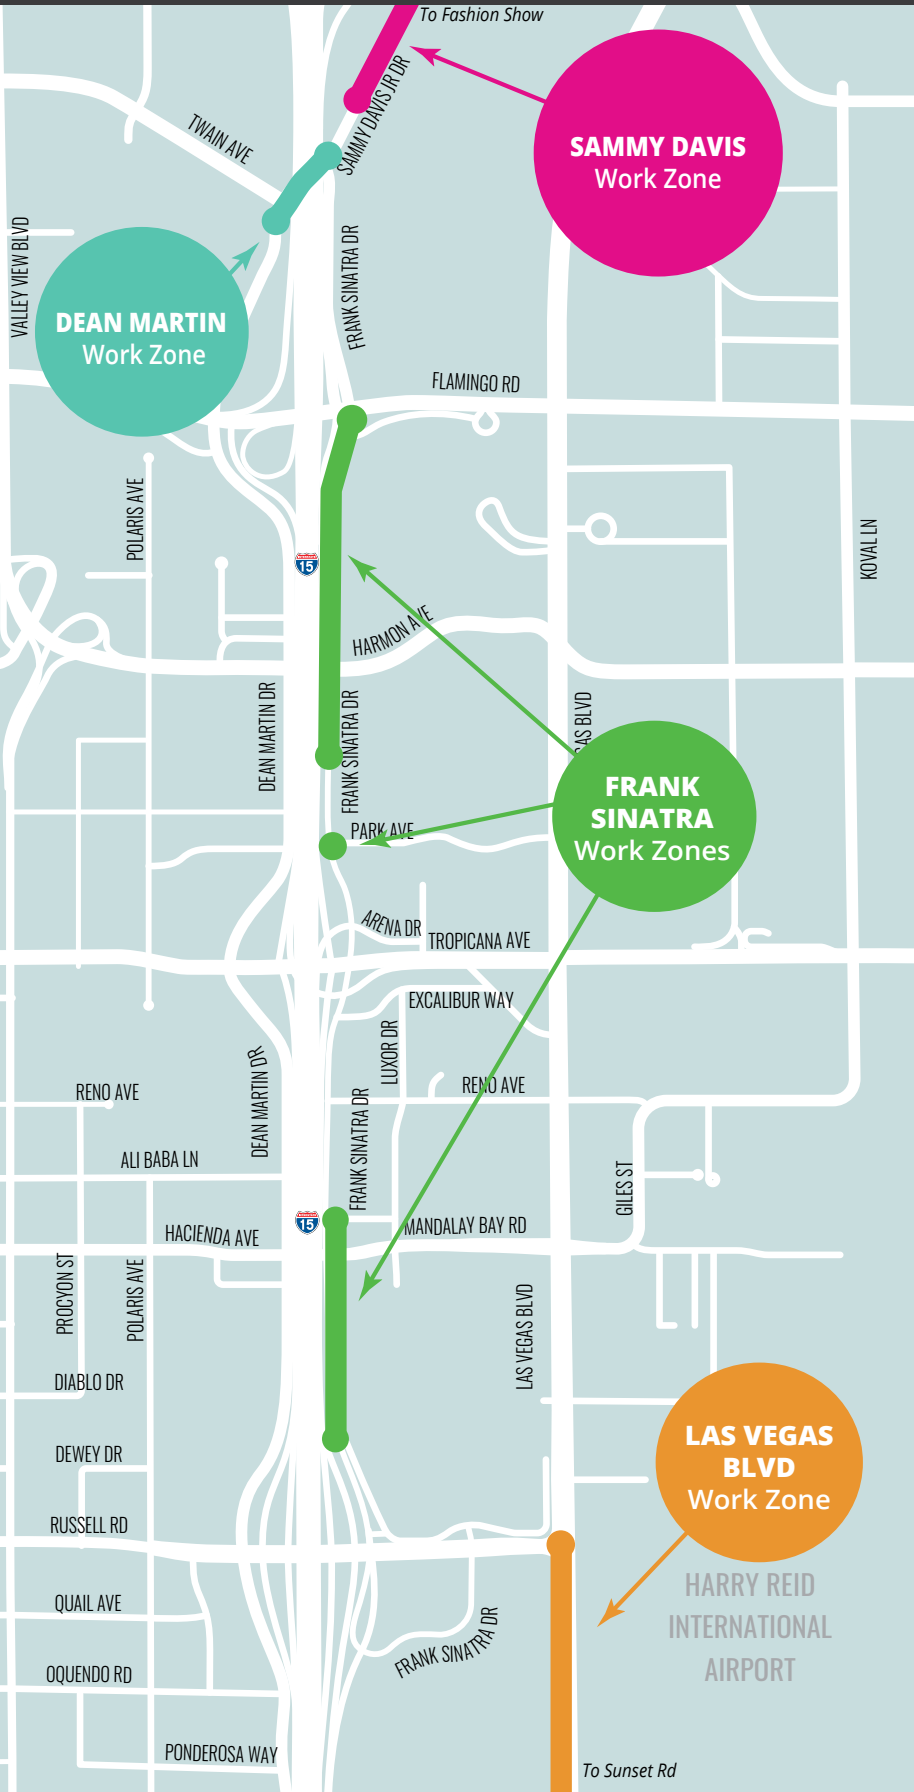 To Fashion Show
SAMMY DAVIS JR DR
TWAIN AVE
SAMMY DAVIS
Work Zone
VALLEY VIEW BLVD
FRANK SINATRA DR
DEAN MARTIN
Work Zone
FLAMINGO RD
POLARIS AVE
KOVAL LN
15
HARMON AVE
DEAN MARTIN DR
FRANK SINATRA DR
GAS BLVD
FRANK
SINATRA
Work Zones
PARK AVE
ARENA DR
TROPICANA AVE
EXCALIBUR WAY
LUXOR DR
DEAN MARTIN DR
RENO AVE
RENO AVE
FRANK SINATRA DR
ALI BABA LN
GILES ST
15
HACIENDA AVE
MANDALAY BAY RD
PROCYON ST
POLARIS AVE
LAS VEGAS BLVD
DIABLO DR
LAS VEGAS
BLVD
Work Zone
DEWEY DR
RUSSELL RD
HARRY REID
INTERNATIONAL
AIRPORT
QUAIL AVE
FRANK SINATRA DR
OQUENDO RD
PONDEROSA WAY
To Sunset Rd